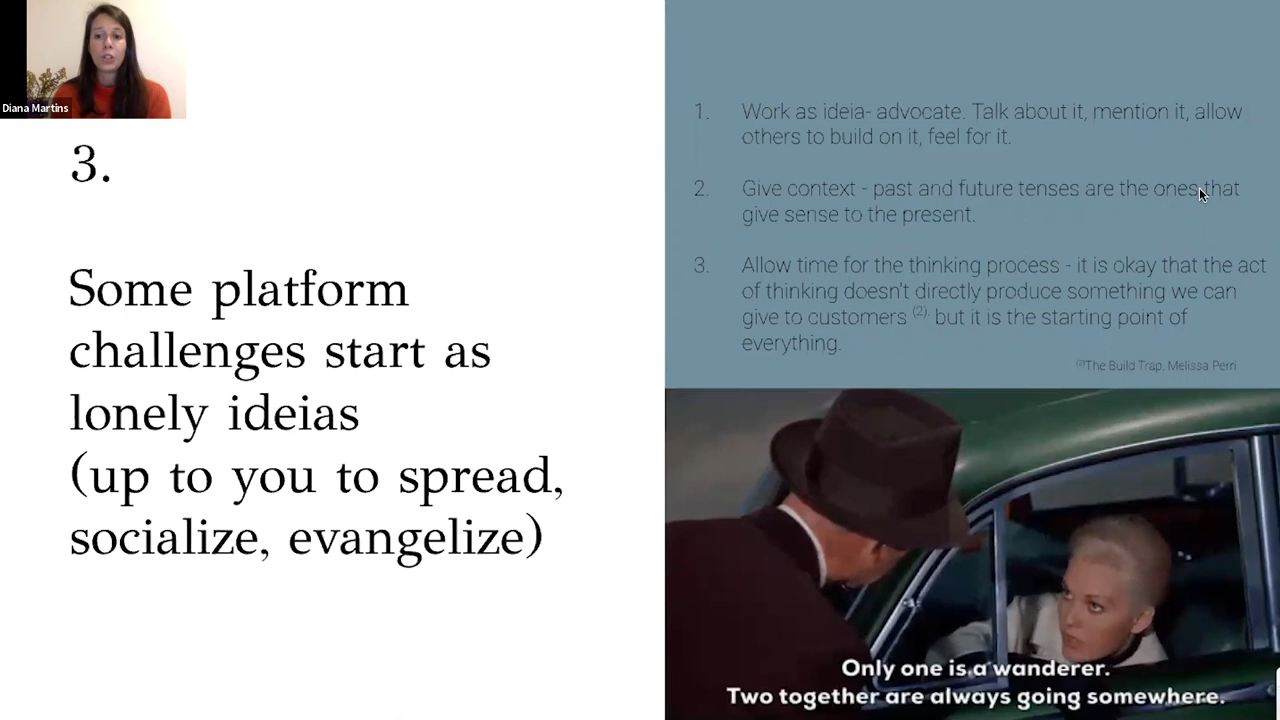 Diana Martins
3.
Some platform
challenges start as
lonely ideias
(up to you to spread,
socialize, evangelize)
1. Work as ideia- advocate. Talk about it, mention it, allow
others to build on it, feel for it.
2. Give context - past and future tenses are the ones that
give sense to the present.
3. Allow time for the thinking process - it is okay that the act
of thinking doesn't directly produce something we can
give to customers (2) but it is the starting point of
everything.
(2)The Build Trap, Melissa Perri
Only one is a wanderer.
Two together are always going somewhere.